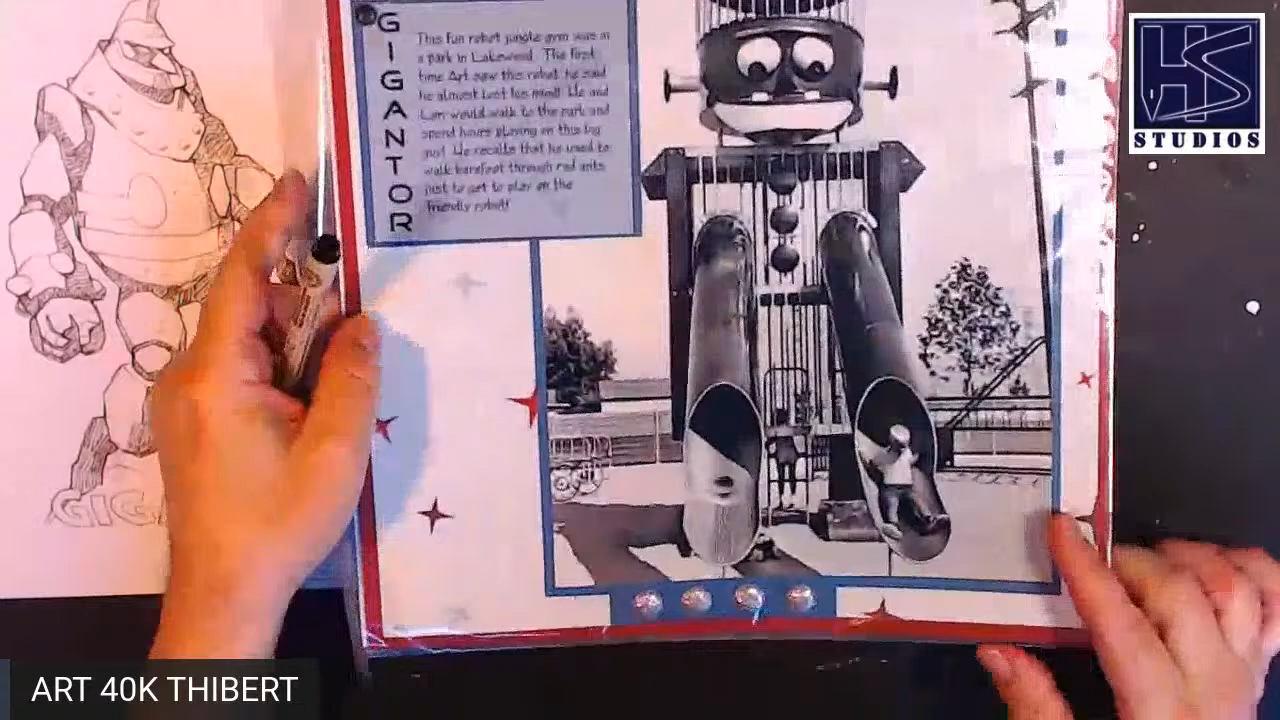 GIGANTOR
This fun robot jungle gym was in
a park in Lakewood. The first
time Art saw this robot he said
he almost lost his mind! He and
Lori would walk to the park and
spend hours playing on this big
guy! He recalls that he used to
walk barefoot through red ants
just to get to play on the
friendly robot!
HS
STUDIOS
GIG
ART 40K THIBERT